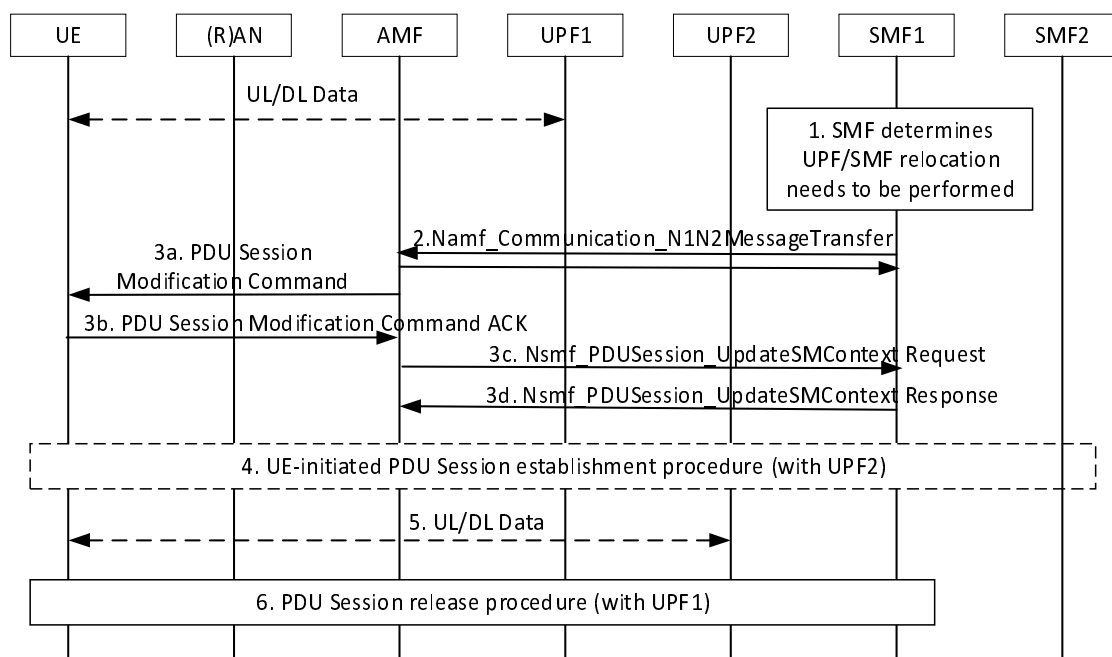 UE
(R)AN
AMF
UPF1
UPF2
SMF1
SMF2
UL/DL Data
1. SMF determines
UPF/SMF relocation
needs to be performed
2.Namf_Communication_N1N2MessageTransfer
3a. PDU Session
Modification Command
3b. PDU Session Modification Command ACK
3c. Nsmf_PDUSession_UpdateSMContext Request
3d. Nsmf_PDUSession_UpdateSMContext Response
4. UE-initiated PDU Session establishment procedure (with UPF2)
5. UL/DL Data
6. PDU Session release procedure (with UPF1)